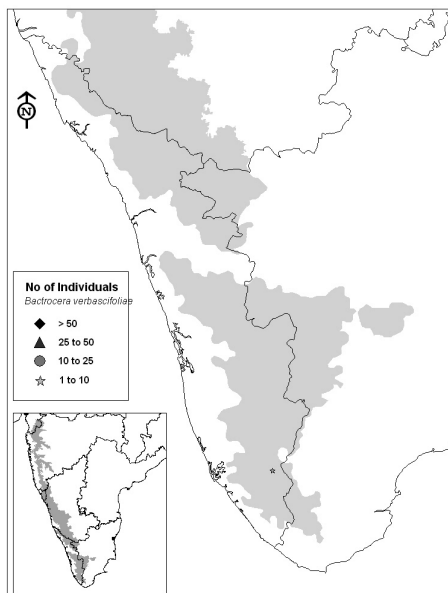 N
No of Individuals
Bactrocera verbascifoliae
> 50
25 to 50
10 to 25
1 to 10